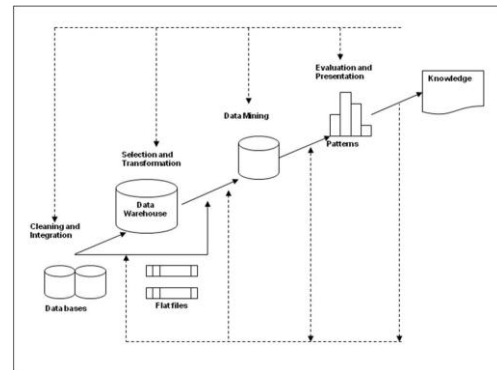 Evaluation and
Presentation
Knowledge
Data Mining
Patterns
Selection and
Transformation
Data
Warehouse
Cleaning and
Integration
Data bases
Flat files